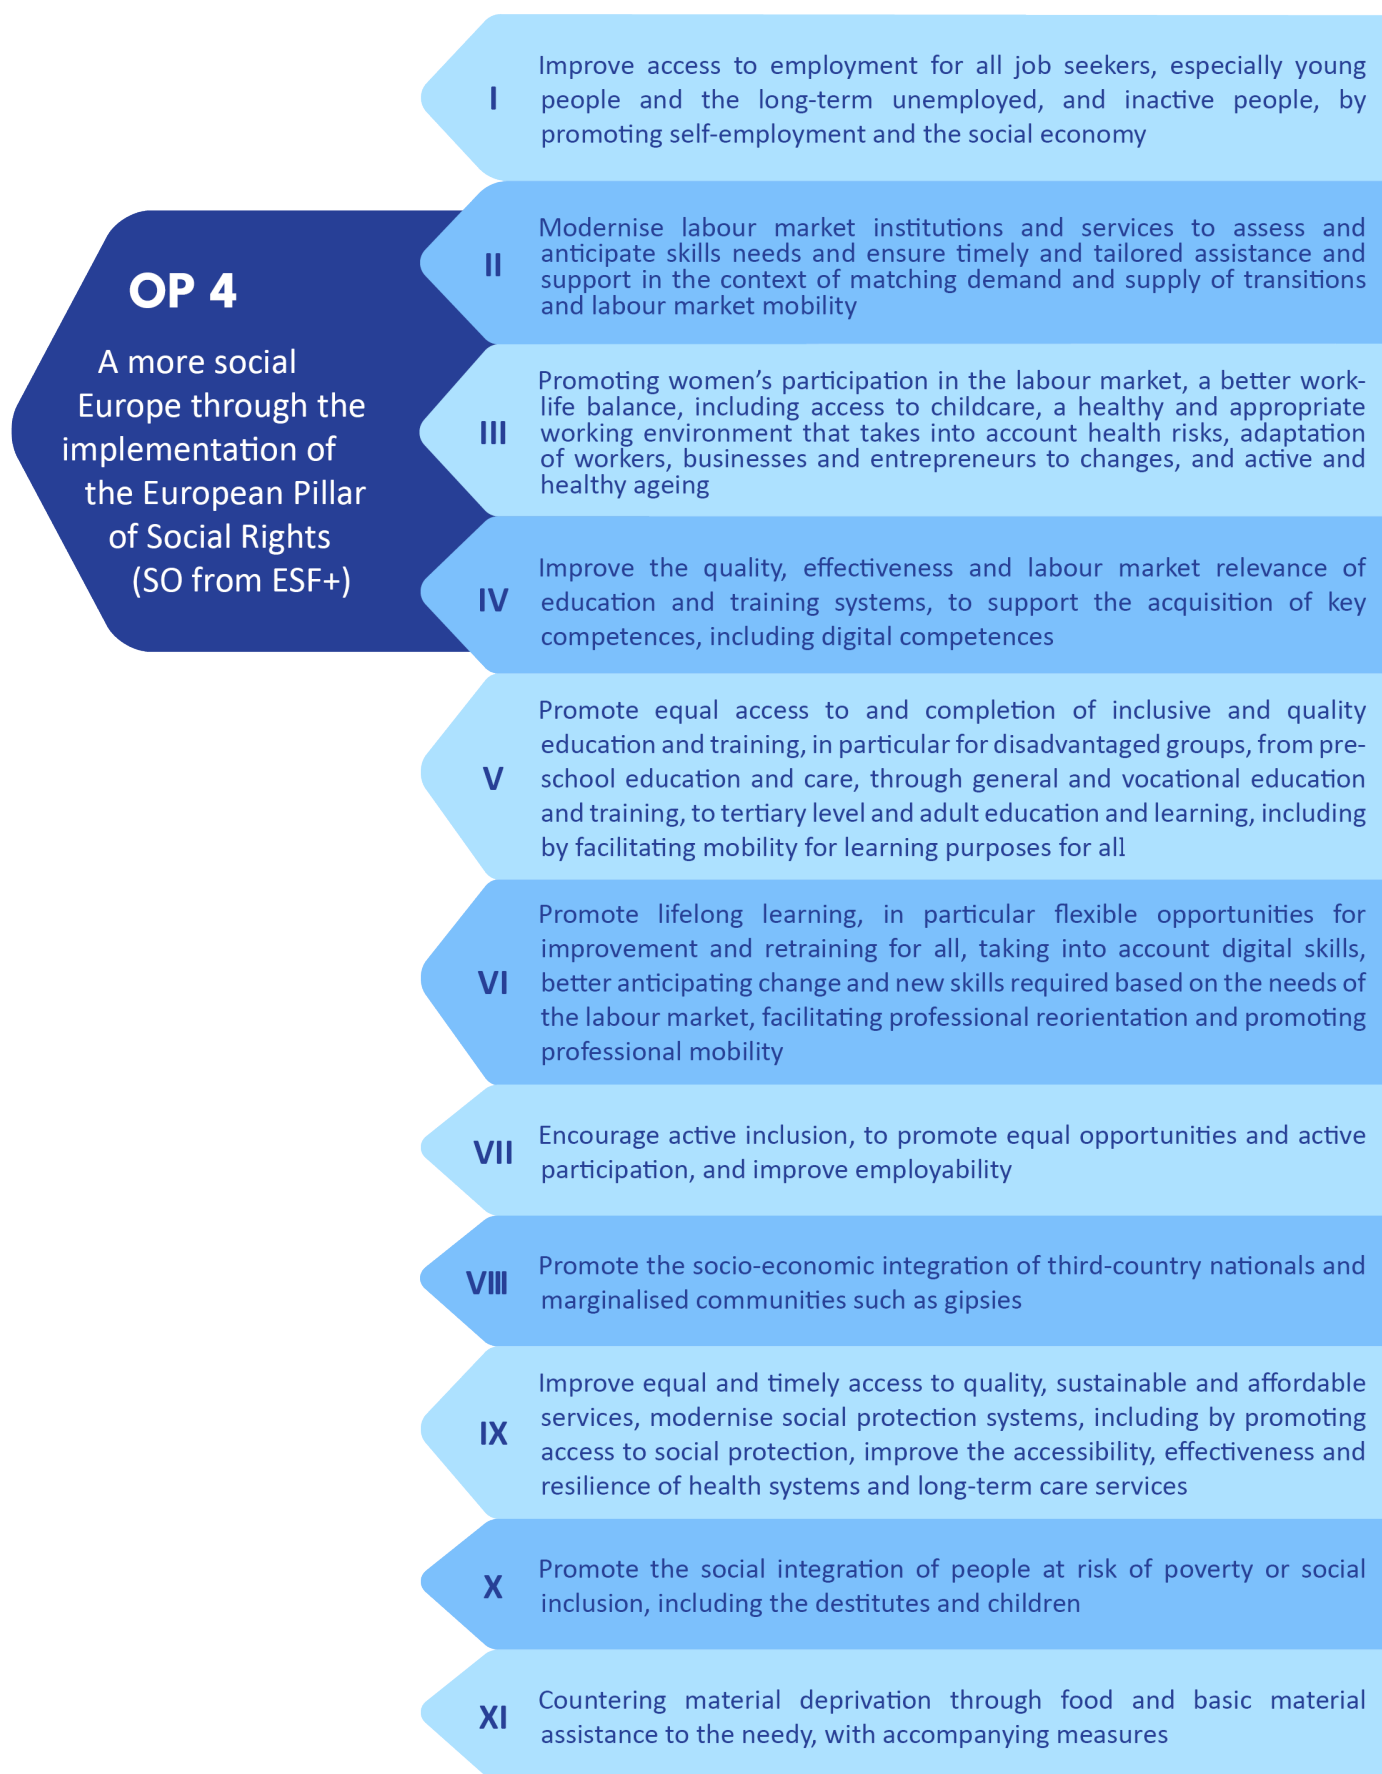 OP 4
A more social
Europe through the
implementation of
the European Pillar
of Social Rights
(SO from ESF+)
I
Improve access to employment for all job seekers, especially young
people and the long-term unemployed, and inactive people, by
promoting self-employment and the social economy
II
Modernise labour market institutions and services to assess and
anticipate skills needs and ensure timely and tailored assistance and
support in the context of matching demand and supply of transitions
and labour market mobility
III
Promoting women’s participation in the labour market, a better work-
life balance, including access to childcare, a healthy and appropriate
working environment that takes into account health risks, adaptation
of workers, businesses and entrepreneurs to changes, and active and
healthy ageing
IV
Improve the quality, effectiveness and labour market relevance of
education and training systems, to support the acquisition of key
competences, including digital competences
V
Promote equal access to and completion of inclusive and quality
education and training, in particular for disadvantaged groups, from pre-
school education and care, through general and vocational education
and training, to tertiary level and adult education and learning, including
by facilitating mobility for learning purposes for all
VI
Promote lifelong learning, in particular flexible opportunities for
improvement and retraining for all, taking into account digital skills,
better anticipating change and new skills required based on the needs of
the labour market, facilitating professional reorientation and promoting
professional mobility
VII
Encourage active inclusion, to promote equal opportunities and active
participation, and improve employability
VIII
Promote the socio-economic integration of third-country nationals and
marginalised communities such as gipsies
IX
Improve equal and timely access to quality, sustainable and affordable
services, modernise social protection systems, including by promoting
access to social protection, improve the accessibility, effectiveness and
resilience of health systems and long-term care services
X
Promote the social integration of people at risk of poverty or social
inclusion, including the destitutes and children
XI
Countering material deprivation through food and basic material
assistance to the needy, with accompanying measures